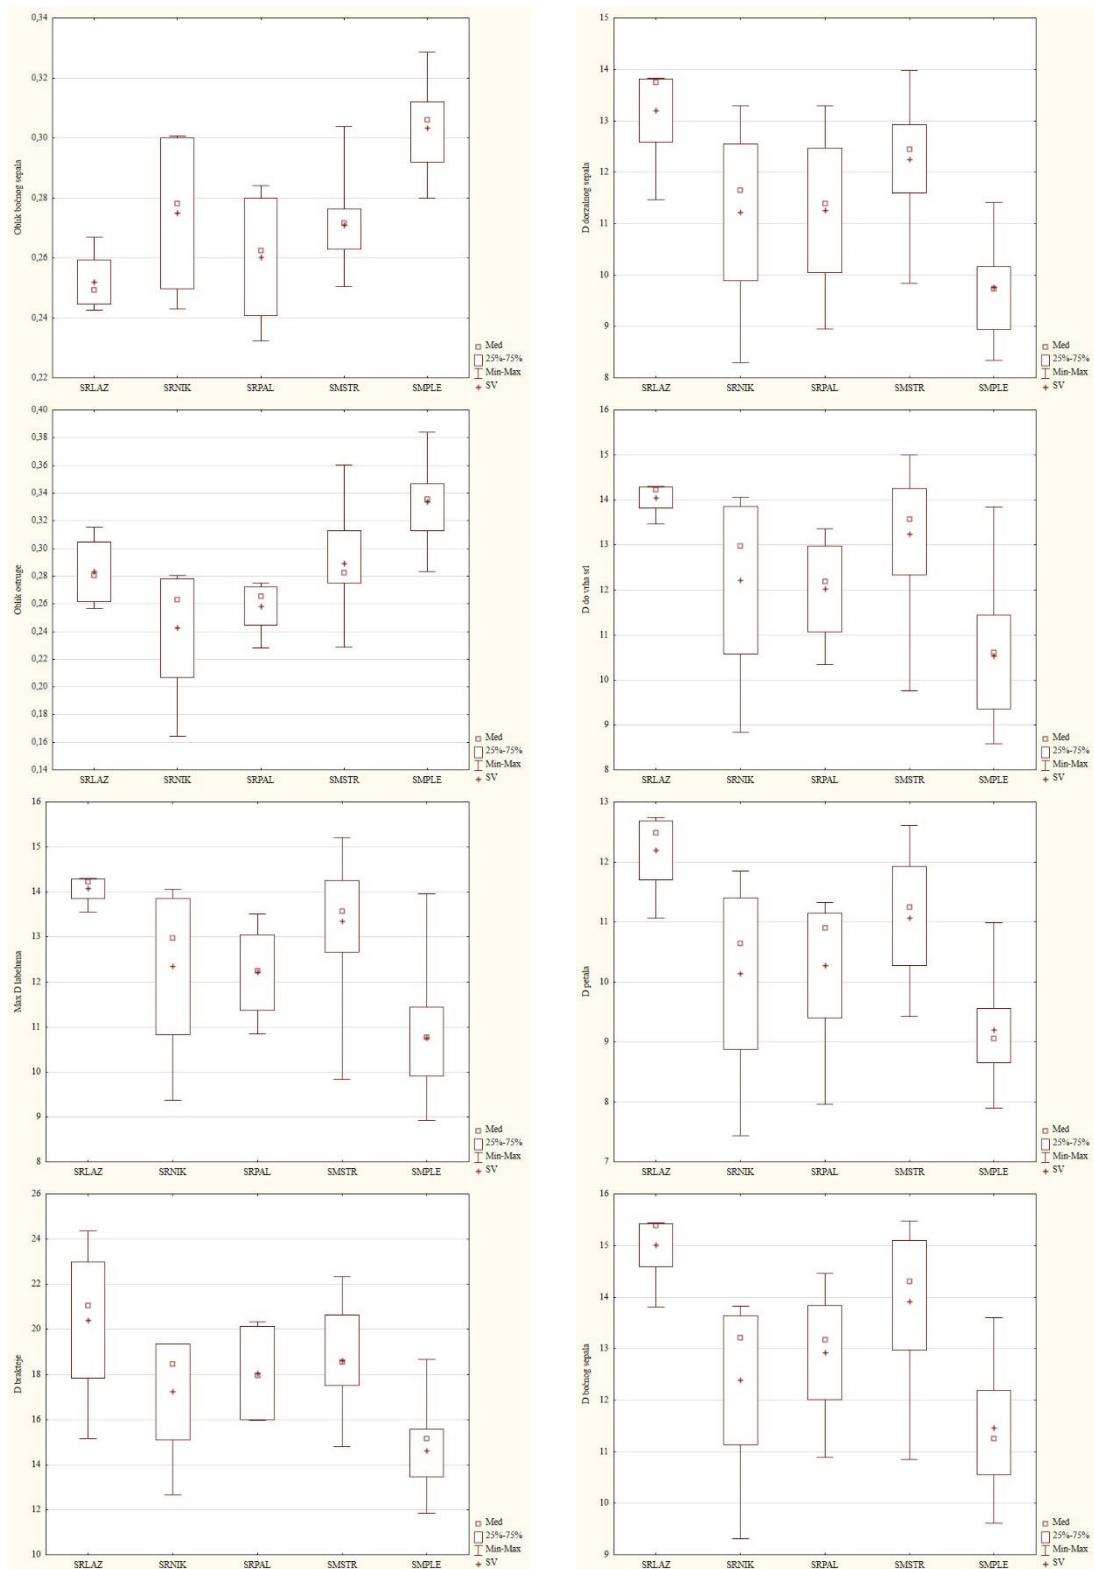 Oblik bočnog sepala
0,34
0,32
0,30
0,28
0,26
0,24
0,22
SRLAZ SRNIK SRPAL SMSTR SMPLE
Med
25%-75%
Min-Max
SV
D dorzalnog sepala
15
14
13
12
11
10
9
8
SRLAZ SRNIK SRPAL SMSTR SMPLE
Med
25%-75%
Min-Max
SV
Oblik ostruge
0,40
0,38
0,36
0,34
0,32
0,30
0,28
0,26
0,24
0,22
0,20
0,18
0,16
0,14
SRLAZ SRNIK SRPAL SMSTR SMPLE
Med
25%-75%
Min-Max
SV
D do vrha srl
16
15
14
13
12
11
10
9
8
SRLAZ SRNIK SRPAL SMSTR SMPLE
Med
25%-75%
Min-Max
SV
Max D labeluma
16
15
14
13
12
11
10
9
8
SRLAZ SRNIK SRPAL SMSTR SMPLE
Med
25%-75%
Min-Max
SV
D petala
13
12
11
10
9
8
7
SRLAZ SRNIK SRPAL SMSTR SMPLE
Med
25%-75%
Min-Max
SV
D brakteje
26
24
22
20
18
16
14
12
10
SRLAZ SRNIK SRPAL SMSTR SMPLE
Med
25%-75%
Min-Max
SV
D bočnog sepala
16
15
14
13
12
11
10
9
SRLAZ SRNIK SRPAL SMSTR SMPLE
Med
25%-75%
Min-Max
SV